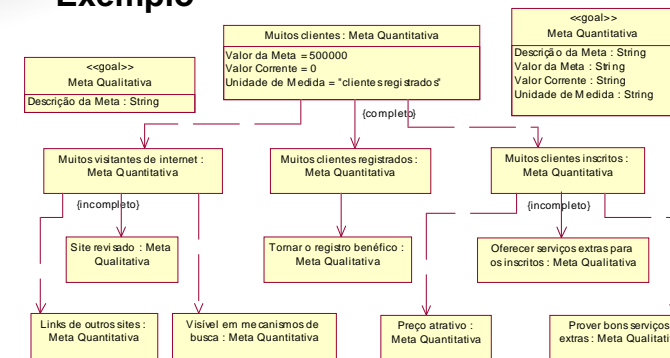 Exemplo
<<goal>>
Meta Qualitativa
Descrição da Meta : String
Muitos clientes : Meta Quantitativa
Valor da Meta = 500000
Valor Corrente = 0
Unidade de Medida = "clientes registrados"
<<goal>>
Meta Quantitativa
Descrição da Meta : String
Valor da Meta : String
Valor Corrente : String
Unidade de Medida : String
{completo}
Muitos visitantes de internet :
Meta Quantitativa
Muitos clientes registrados :
Meta Quantitativa
Muitos clientes inscritos :
Meta Quantitativa
{incompleto}
{incompleto}
Site revisado : Meta
Qualitativa
Tornar o registro benéfico :
Meta Qualitativa
Oferecer serviços extras para
os inscritos : Meta Qualitativa
Links de outros sites :
Meta Quantitativa
Visível em mecanismos de
busca : Meta Quantitativa
Preço atrativo :
Meta Quantitativa
Prover bons serviços
extras : Meta Qualitati